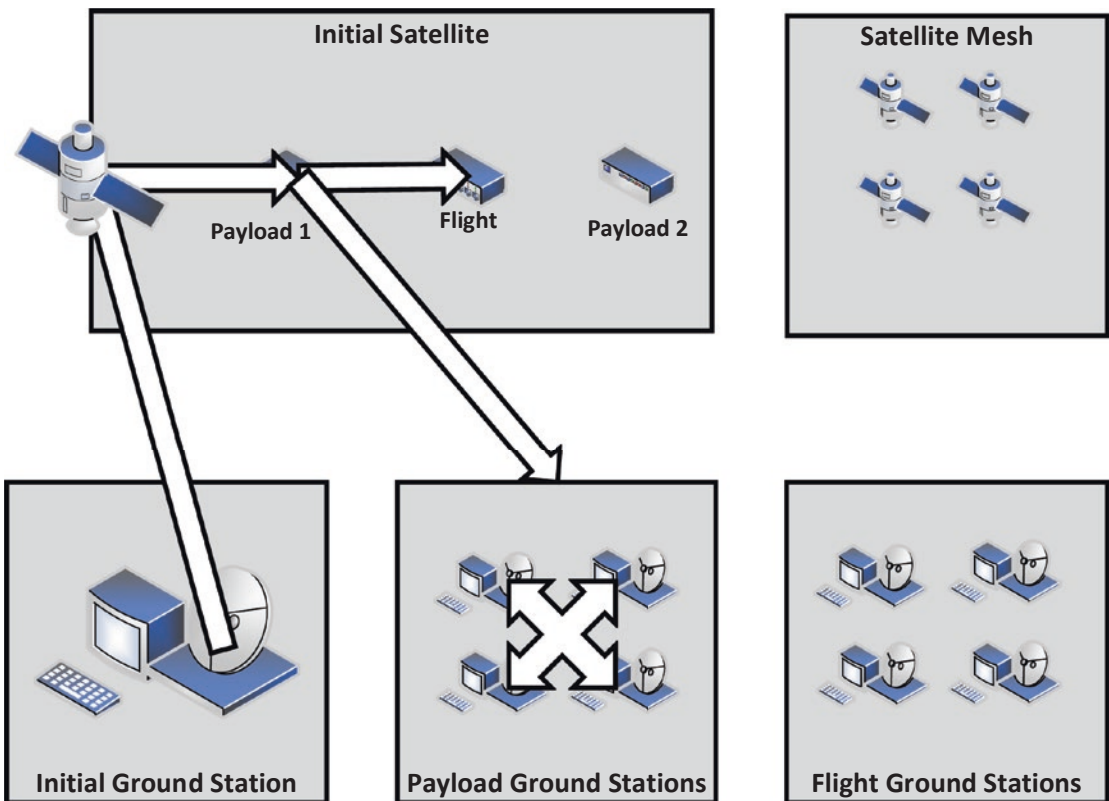 Initial Satellite
Satellite Mesh
Payload 1
Flight
Payload 2
Initial Ground Station
Payload Ground Stations
Flight Ground Stations